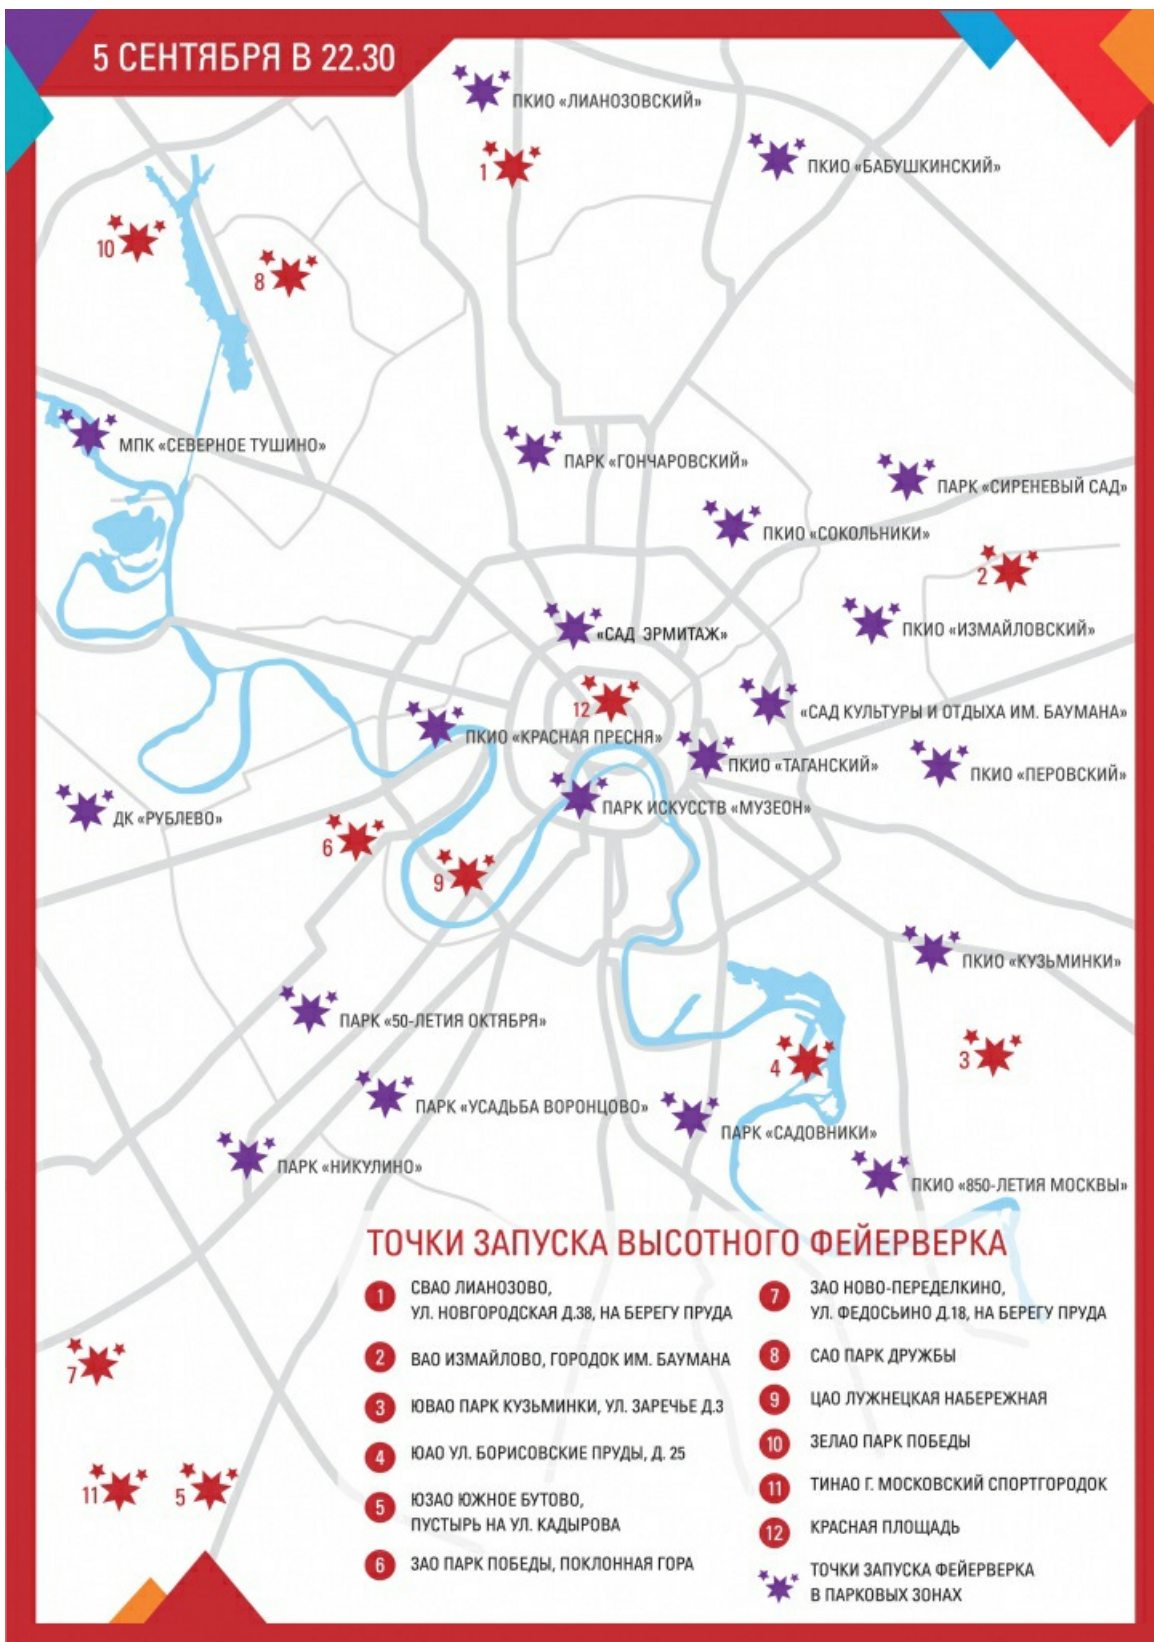 5 СЕНТЯБРЯ В 22.30
ПКИО «ЛИАНОЗОВСКИЙ»
1
ПКИО «БАБУШКИНСКИЙ»
10
8
МПК «СЕВЕРНОЕ ТУШИНО»
ПАРК «ГОНЧАРОВСКИЙ»
ПАРК «СИРЕНЕВЫЙ САД»
ПКИО «СОКОЛЬНИКИ»
2
ПКИО «ИЗМАЙЛОВСКИЙ»
«САД ЭРМИТАЖ»
12
«САД КУЛЬТУРЫ И ОТДЫХА ИМ. БАУМАНА»
ПКИО «КРАСНАЯ ПРЕСНЯ»
ПКИО «ТАГАНСКИЙ»
ПКИО «ПЕРОВСКИЙ»
ПАРК ИСКУССТВ «МУЗЕОН»
ДК «РУБЛЕВО»
6
9
ПКИО «КУЗЬМИНКИ»
ПАРК «50-ЛЕТИЯ ОКТЯБРЯ»
4
3
ПАРК «УСАДЬБА ВОРОНЦОВО»
ПАРК «САДОВНИКИ»
ПАРК «НИКУЛИНО»
ПКИО «850-ЛЕТИЯ МОСКВЫ»
7
11
5
ТОЧКИ ЗАПУСКА ВЫСОТНОГО ФЕЙЕРВЕРКА
1 СВАО ЛИАНОЗОВО,
УЛ. НОВГОРОДСКАЯ Д.38, НА БЕРЕГУ ПРУДА
2 ВАО ИЗМАЙЛОВО, ГОРОДОК ИМ. БАУМАНА
3 ЮВАО ПАРК КУЗЬМИНКИ, УЛ. ЗАРЕЧЬЕ Д.3
4 ЮАО УЛ. БОРИСОВСКИЕ ПРУДЫ, Д. 25
5 ЮЗАО ЮЖНОЕ БУТОВО,
ПУСТЫРЬ НА УЛ. КАДЫРОВА
6 ЗАО ПАРК ПОБЕДЫ, ПОКЛОННАЯ ГОРА
7 ЗАО НОВО-ПЕРЕДЕЛКИНО,
УЛ. ФЕДОСЬИНО Д.18, НА БЕРЕГУ ПРУДА
8 САО ПАРК ДРУЖБЫ
9 ЦАО ЛУЖНЕЦКАЯ НАБЕРЕЖНАЯ
10 ЗЕЛАО ПАРК ПОБЕДЫ
11 ТИНАО Г. МОСКОВСКИЙ СПОРТГОРОДОК
12 КРАСНАЯ ПЛОЩАДЬ
ТОЧКИ ЗАПУСКА ФЕЙЕРВЕРКА
В ПАРКОВЫХ ЗОНАХ